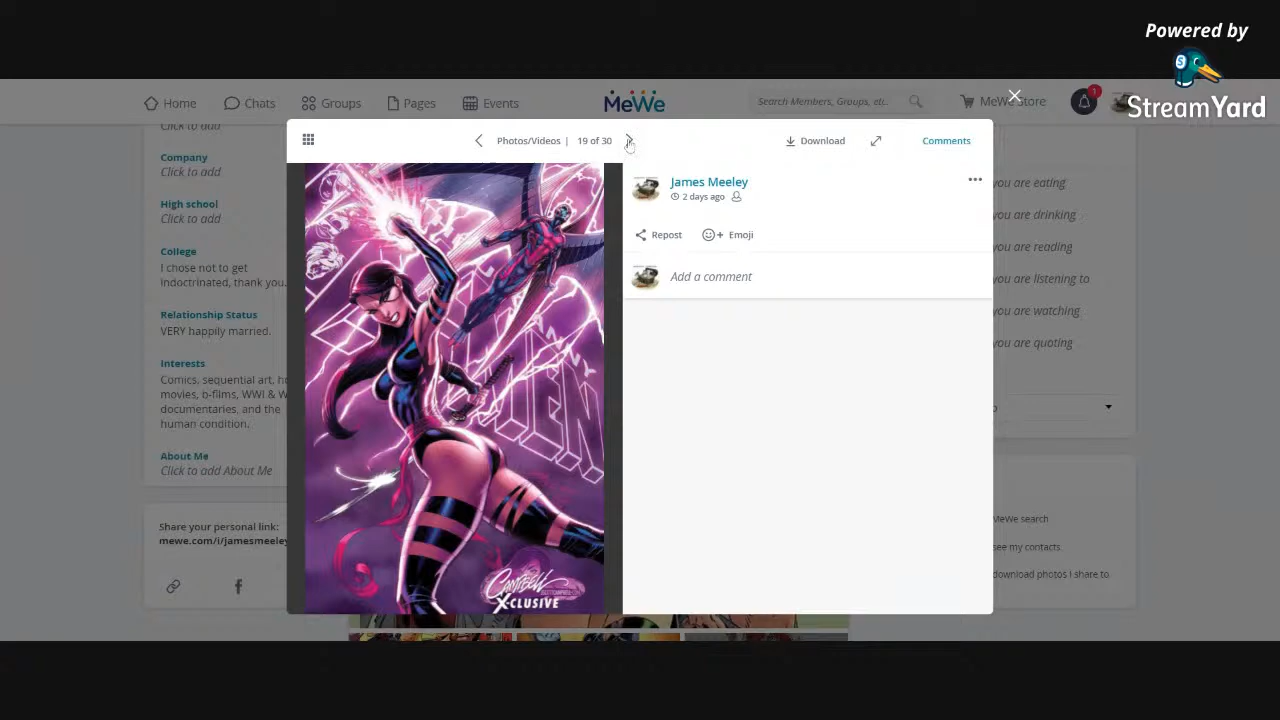 Powered by
StreamYard
Home
Chats
Groups
Pages
Events
MeWe
Search Members, Groups, etc..
MeWe Store
1
Click to add
Company
Click to add
High school
Click to add
College
I chose not to get
indoctrinated, thank you.
Relationship Status
VERY happily married.
Interests
Comics, sequential art,
movies, b-films, WWI & W
documentaries, and the
human condition.
About Me
Click to add About Me
Share your personal link:
mewe.com/i/jamesmeeley
Photos/Videos | 19 of 30
Download
Comments
James Meeley
2 days ago
Repost
Emoji
Add a comment
CAMPBELL
X-CLUSIVE
you are eating
you are drinking
you are reading
you are listening to
you are watching
you are quoting
MeWe search
see my contacts.
download photos I share to